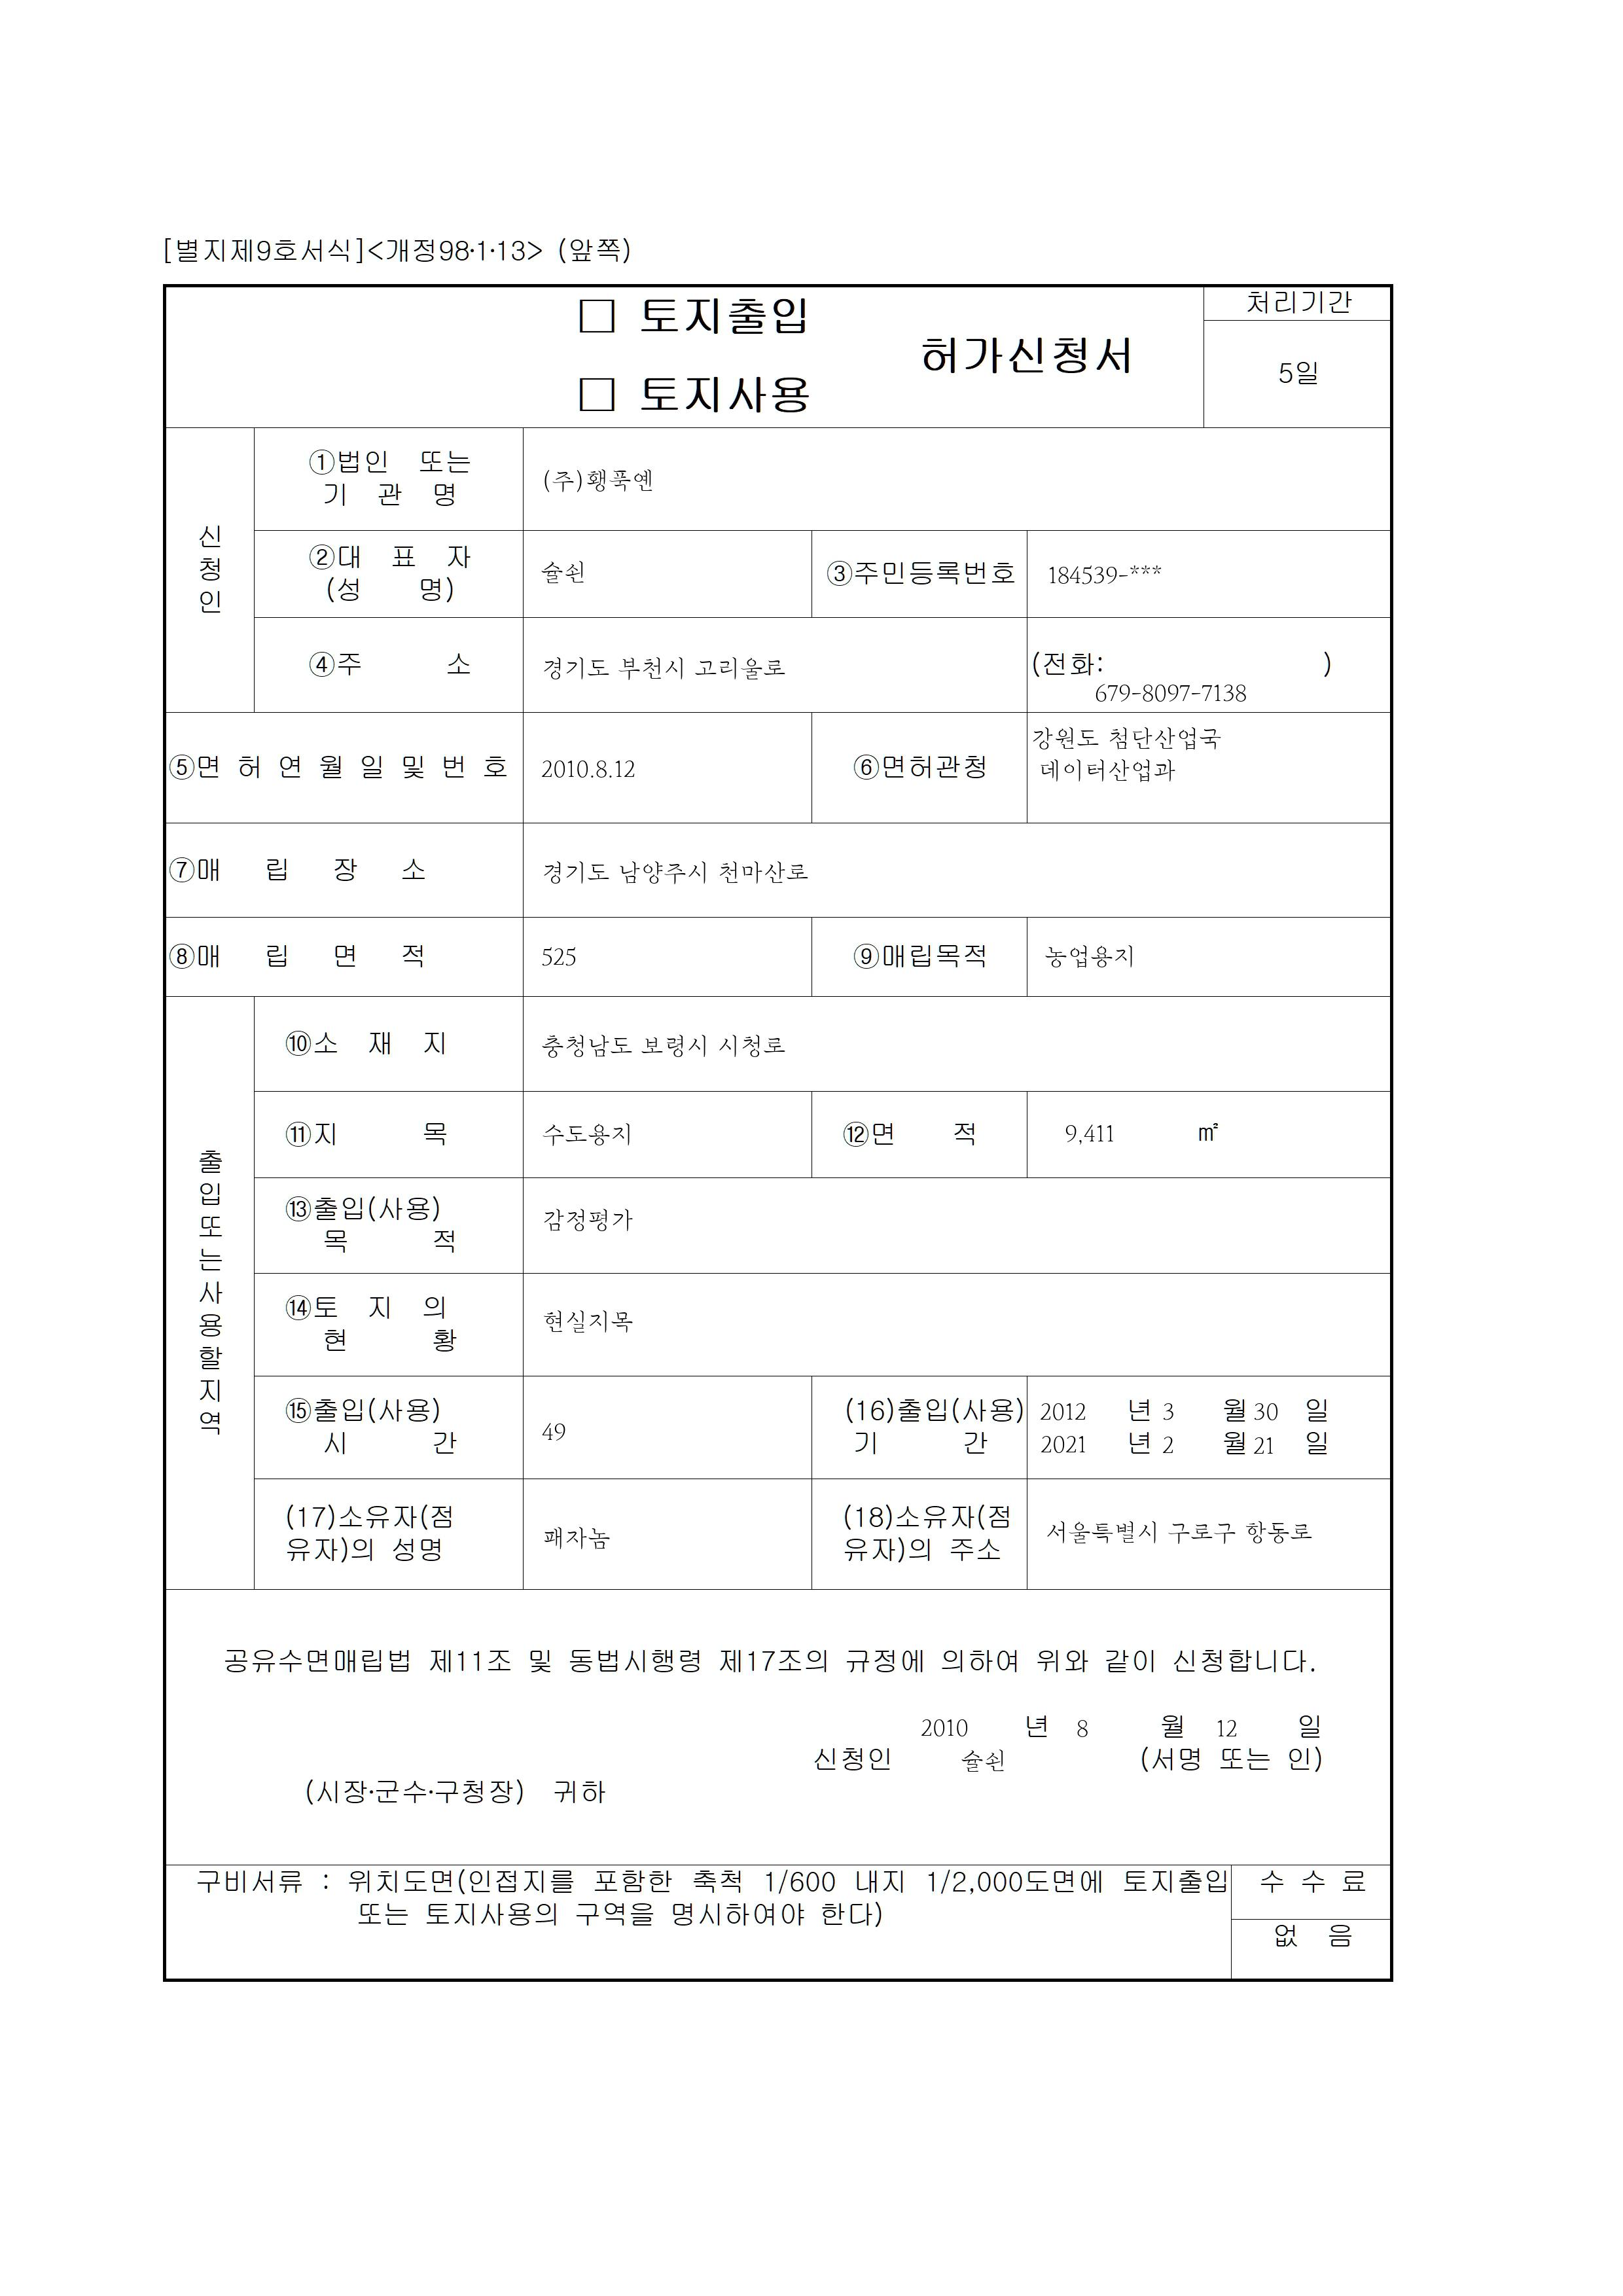 [별지제9호서식]<개정98·1·13> (앞쪽)
□ 토지출입
□ 토지사용
허가신청서
처리기간
5일
신청인
①법인 또는
기 관 명
(주)횅푹옌
②대 표 자
(성 명)
슐쇤
③주민등록번호
184539-***
④주 소
경기도 부천시 고리울로
(전화: )
679-8097-7138
⑤면 허 연 월 일 및 번 호
2010.8.12
⑥면허관청
강원도 첨단산업국
데이터산업과
⑦매 립 장 소
경기도 남양주시 천마산로
⑧매 립 면 적
525
⑨매립목적
농업용지
출입또는사용할지역
⑩소 재 지
충청남도 보령시 시청로
⑪지 목
수도용지
⑫면 적
9,411 ㎡
⑬출입(사용)
목 적
감정평가
⑭토 지 의
현 황
현실지목
⑮출입(사용)
시 간
49
(16)출입(사용)
기 간
2012 년 3 월 30 일
2021 년 2 월 21 일
(17)소유자(점
유자)의 성명
패자놈
(18)소유자(점
유자)의 주소
서울특별시 구로구 항동로
공유수면매립법 제11조 및 동법시행령 제17조의 규정에 의하여 위와 같이 신청합니다.
2010 년 8 월 12 일
신청인 슐쇤 (서명 또는 인)
(시장·군수·구청장) 귀하
구비서류 : 위치도면(인접지를 포함한 축척 1/600 내지 1/2,000도면에 토지출입
또는 토지사용의 구역을 명시하여야 한다)
수 수 료
없 음